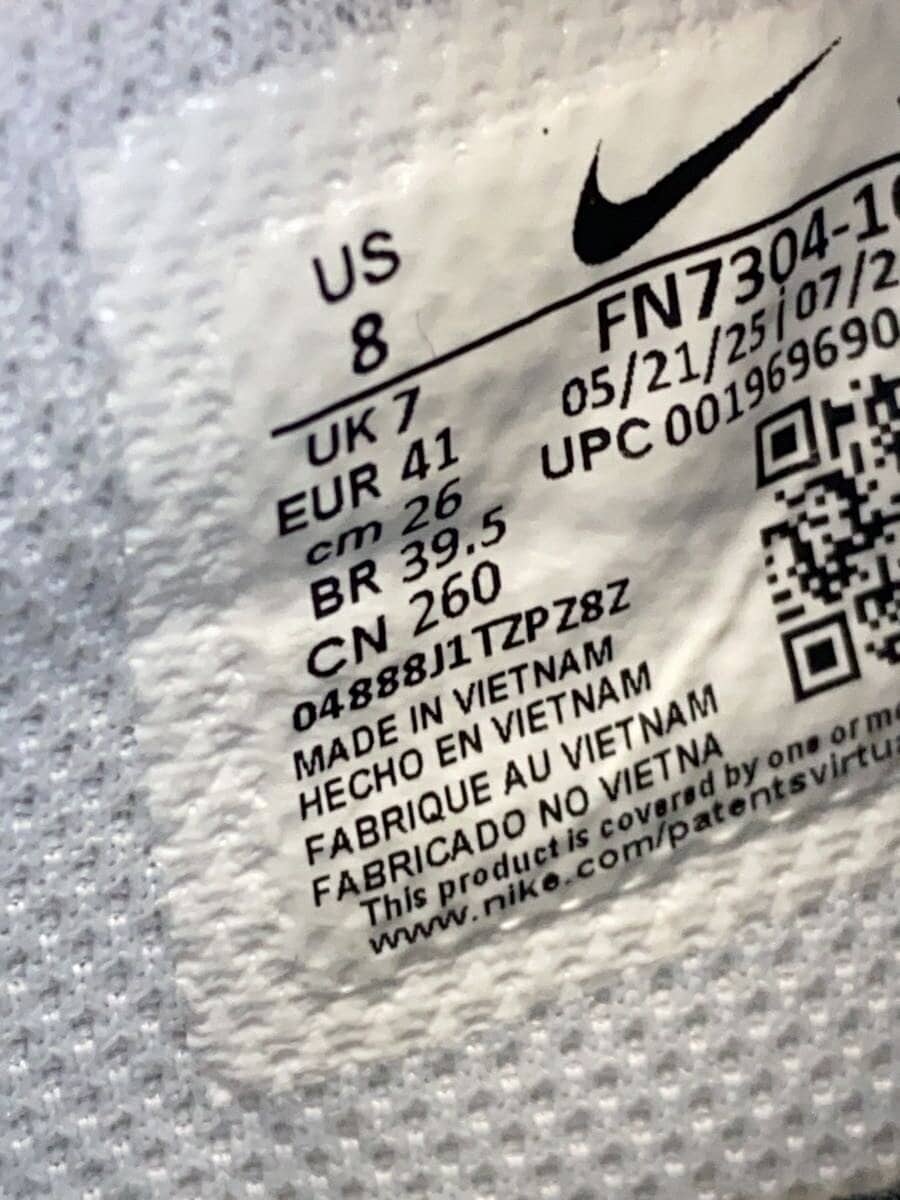 US
8
FN7304-1
05/21/25 07/2
UPC 001969690
UK 7
EUR 41
cm 26
BR 39.5
CN 260
04888J1TZPZ8Z
MADE IN VIETNAM
HECHO EN VIETNAM
FABRIQUE AU VIETNAM
FABRICADO NO VIETNA
This product is covered by one or
www.nike.com/patentsvirtu